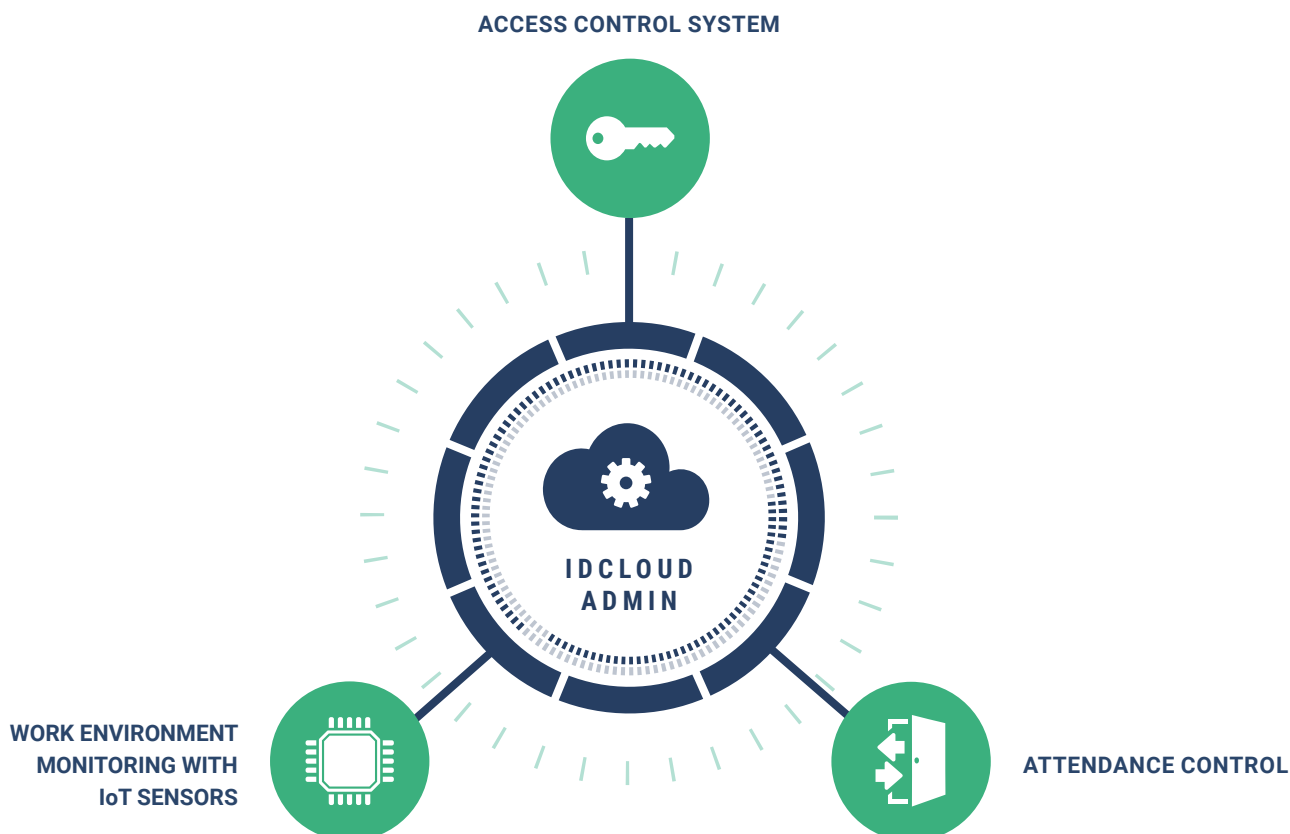 ACCESS CONTROL SYSTEM
IDCLOUD
ADMIN
WORK ENVIRONMENT
MONITORING WITH
IoT SENSORS
ATTENDANCE CONTROL